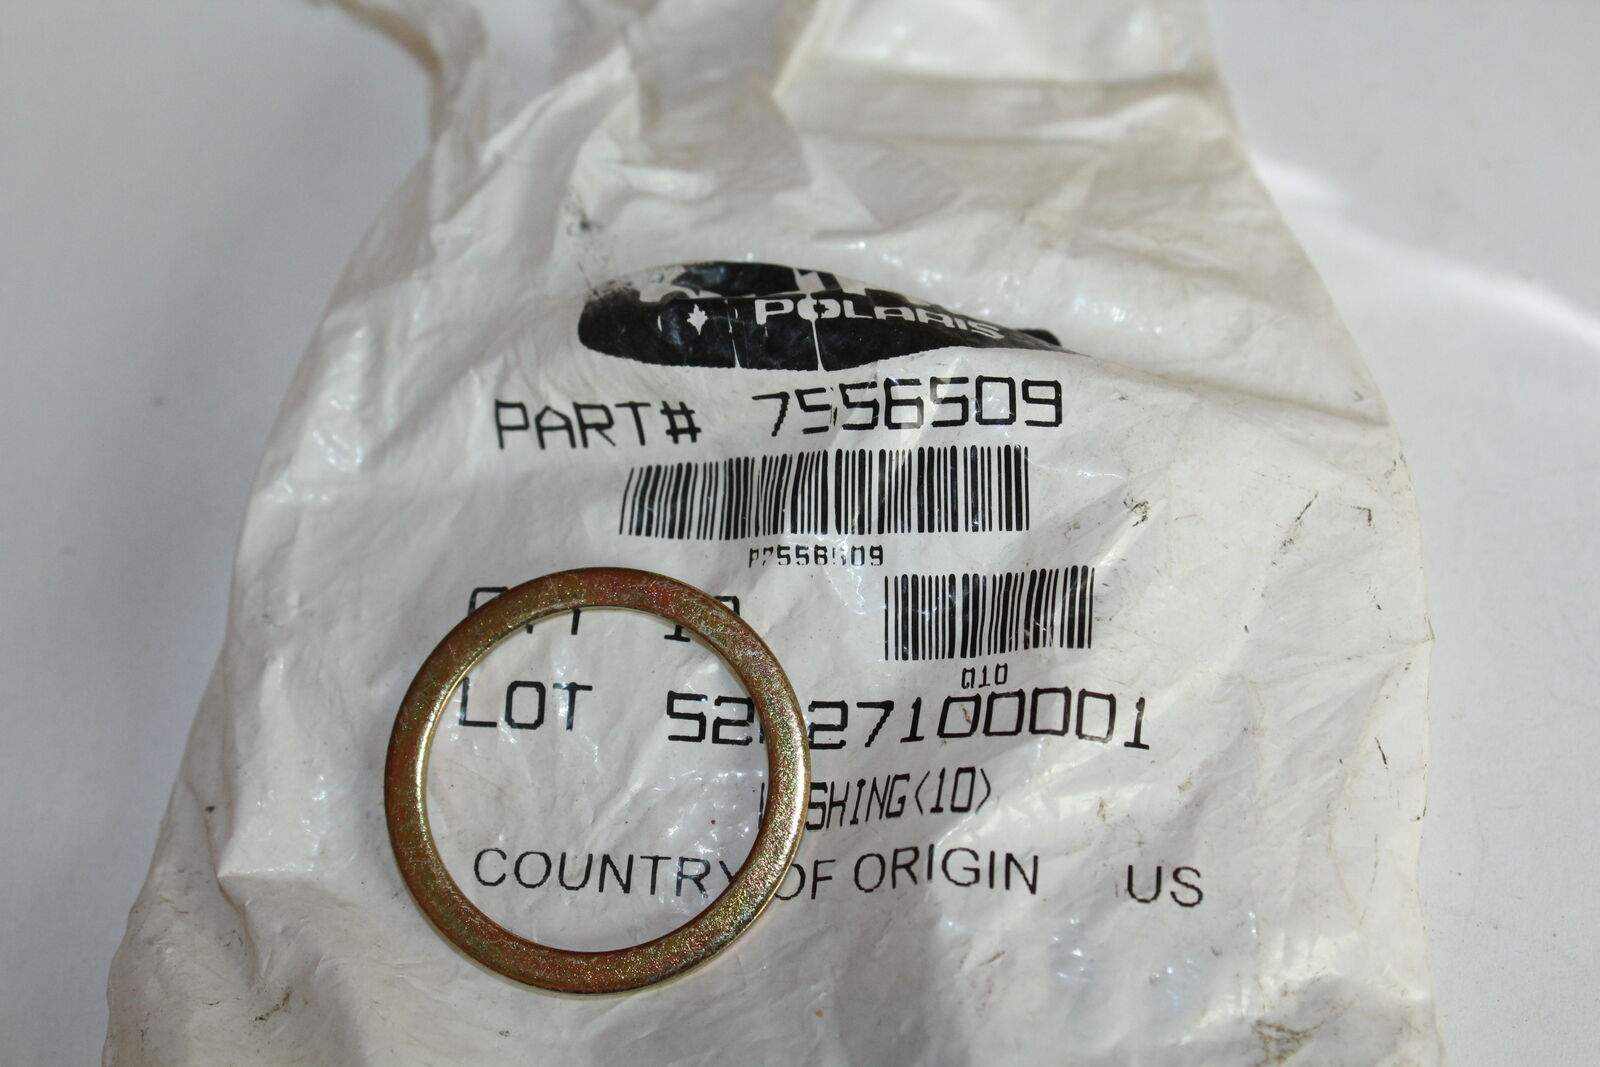 POLARIS
PART# 7556509
P7556509
Q10
LOT
COUNTRY OF ORIGIN US